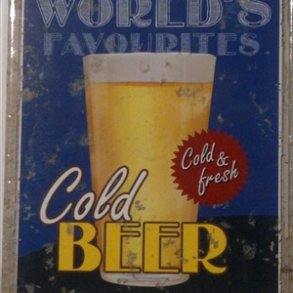 WORLD'S
FAVOURITES
Cold &
fresh
Cold
BEER